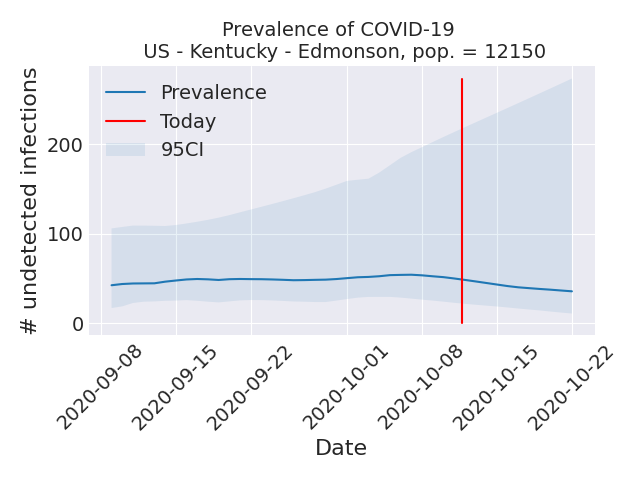 Prevalence of COVID-19
US - Kentucky - Edmonson, pop. = 12150
Prevalence
Today
95CI
# undetected infections
200
100
0
2020-09-08
2020-09-15
2020-09-22
2020-10-01
2020-10-08
2020-10-15
2020-10-22
Date